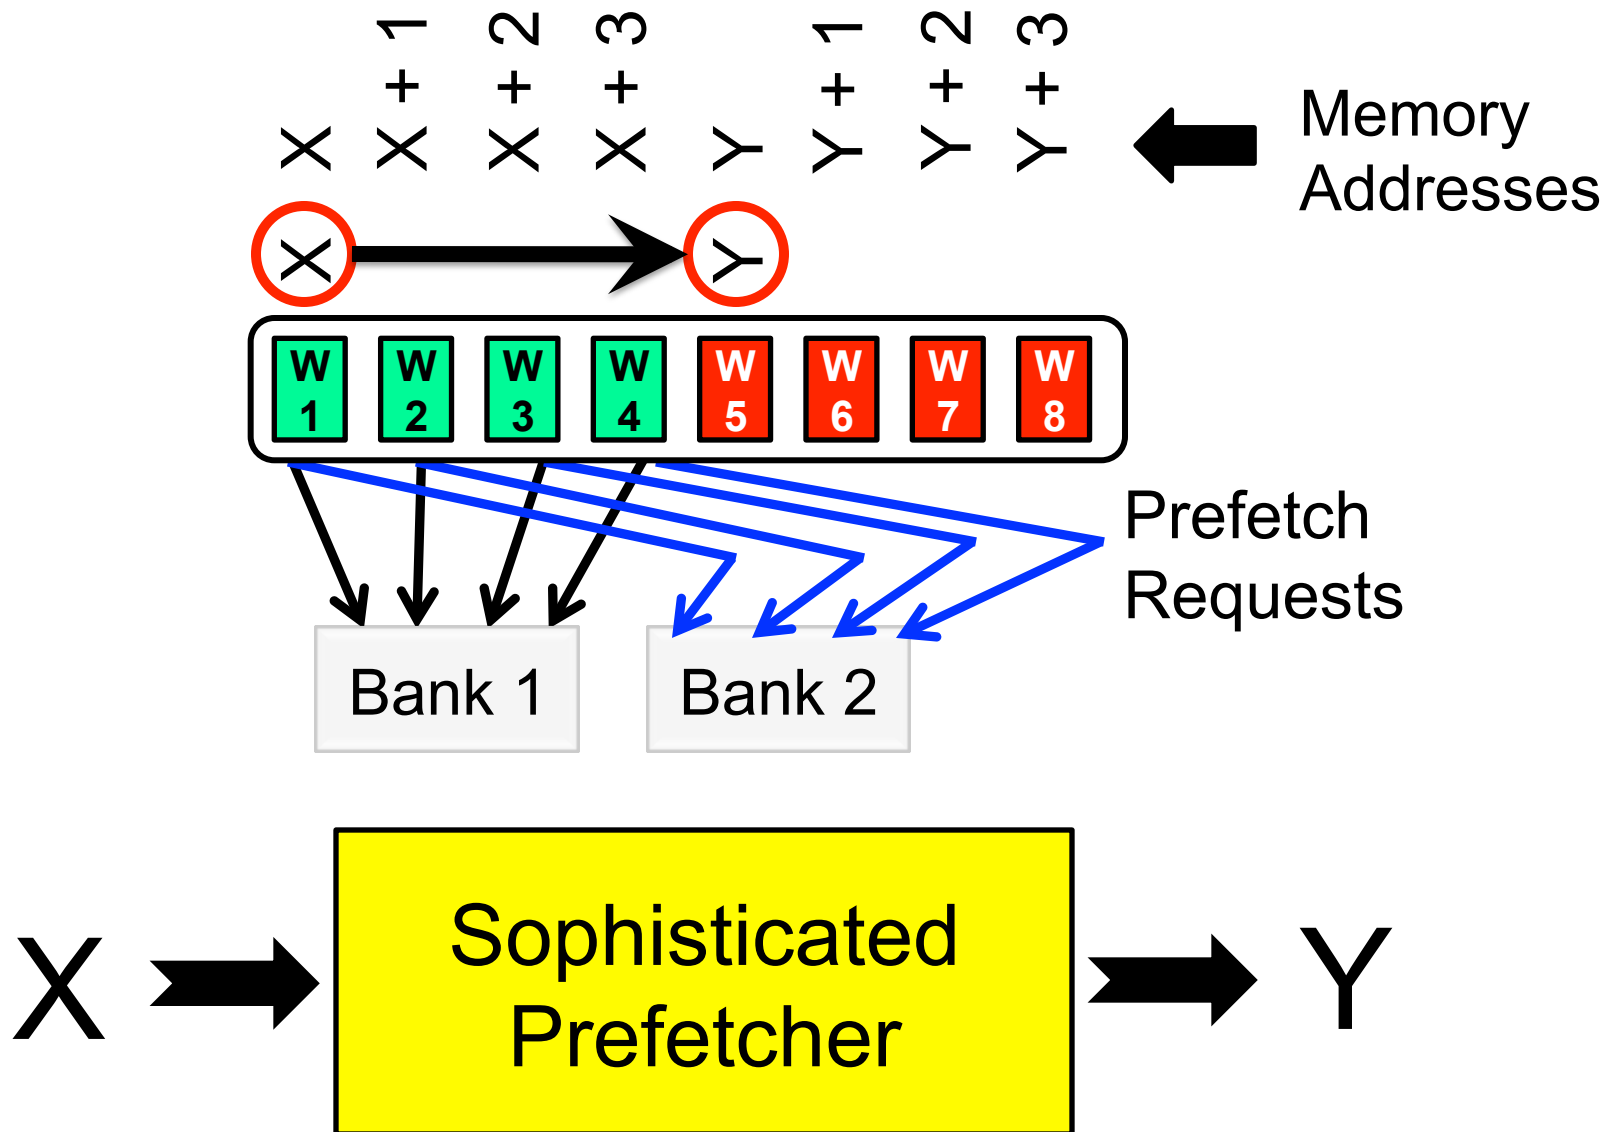 X
X + 1
X + 2
X + 3
Y
Y + 1
Y + 2
Y + 3
Memory
Addresses
X
Y
W
1
W
2
W
3
W
4
W
5
W
6
W
7
W
8
Prefetch
Requests
Bank 1
Bank 2
X
Sophisticated
Prefetcher
Y